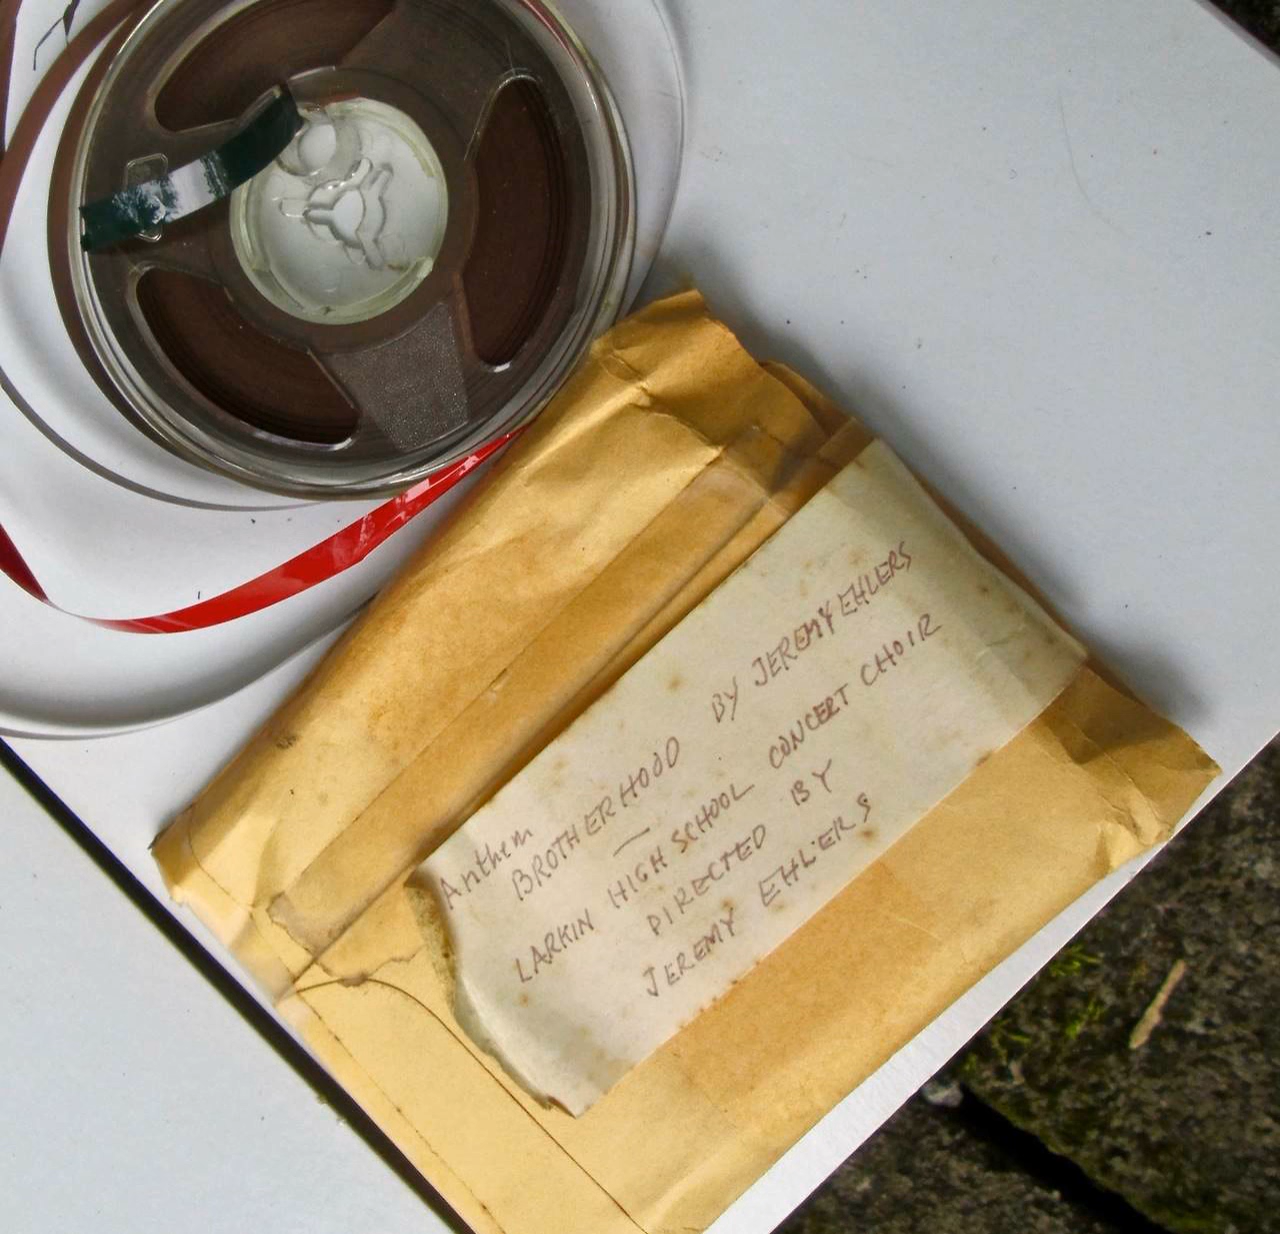 Anthem
BROTHERHOOD BY JEREMY EHLERS
—
LARKIN HIGH SCHOOL CONCERT CHOIR
DIRECTED BY
JEREMY EHLERS